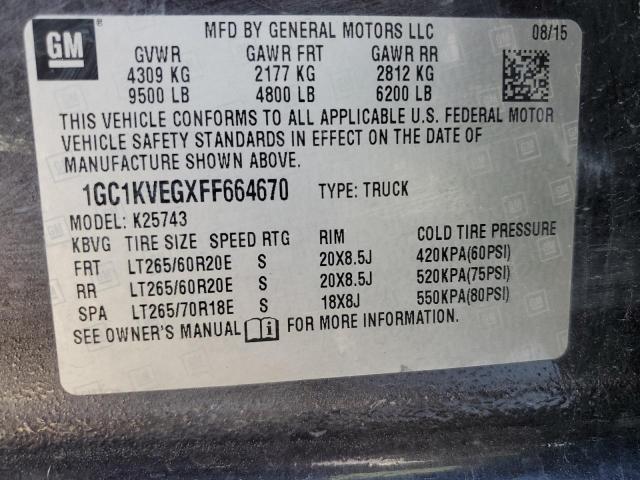 GM
MFD BY GENERAL MOTORS LLC 08/15
GVWR GAWR FRT GAWR RR
4309 KG 2177 KG 2812 KG
9500 LB 4800 LB 6200 LB
THIS VEHICLE CONFORMS TO ALL APPLICABLE U.S. FEDERAL MOTOR
VEHICLE SAFETY STANDARDS IN EFFECT ON THE DATE OF
MANUFACTURE SHOWN ABOVE.
1GC1KVEGXFF664670 TYPE: TRUCK
MODEL: K25743
KBVG TIRE SIZE SPEED RTG RIM COLD TIRE PRESSURE
FRT LT265/60R20E S 20X8.5J 420KPA(60PSI)
RR LT265/60R20E S 20X8.5J 520KPA(75PSI)
SPA LT265/70R18E S 18X8J 550KPA(80PSI)
SEE OWNER'S MANUAL FOR MORE INFORMATION.